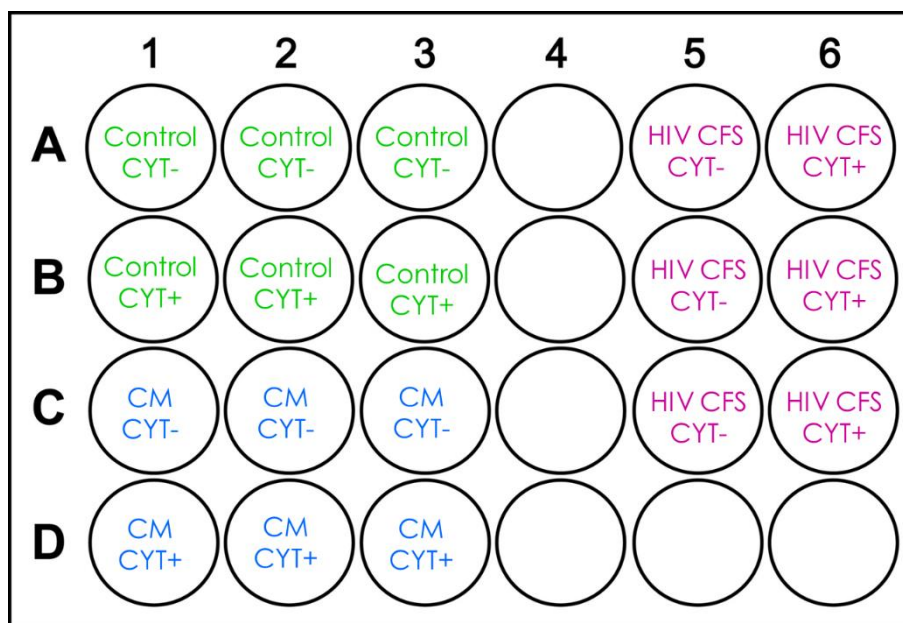 1 2 3 4 5 6
A
Control Control Control HIV CFS HIV CFS
CYT- CYT- CYT- CYT- CYT+
B
Control Control Control HIV CFS HIV CFS
CYT+ CYT+ CYT+ CYT- CYT+
C
CM CM CM HIV CFS HIV CFS
CYT- CYT- CYT- CYT- CYT+
D
CM CM CM
CYT+ CYT+ CYT+